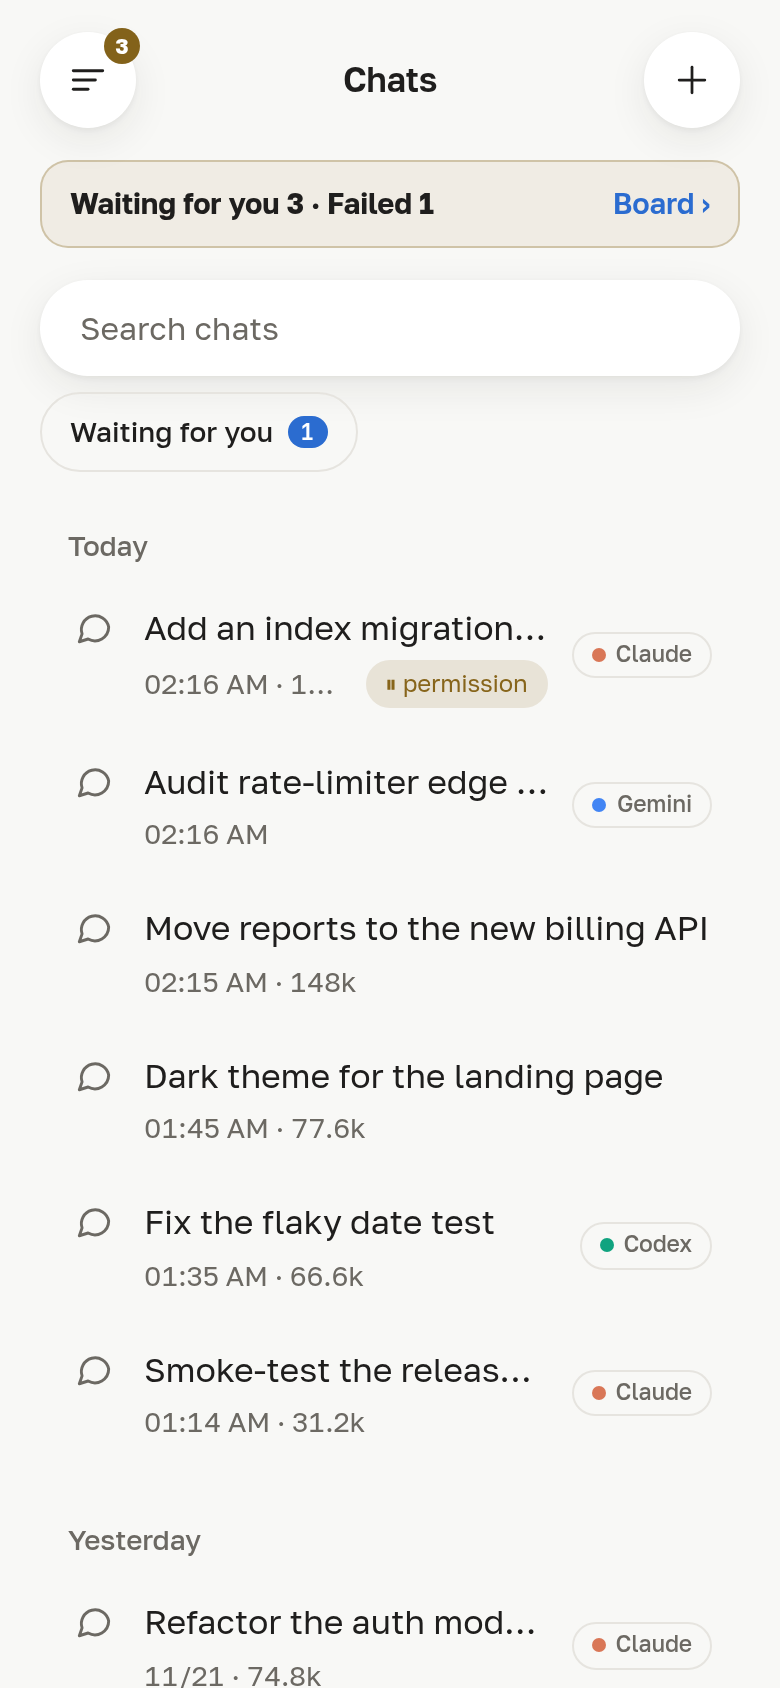 3
Chats
Waiting for you 3 · Failed 1
Board ›
Search chats
Waiting for you 1
Today
Add an index migration...
02:16 AM · 1...
permission
Claude
Audit rate-limiter edge ...
02:16 AM
Gemini
Move reports to the new billing API
02:15 AM · 148k
Dark theme for the landing page
01:45 AM · 77.6k
Fix the flaky date test
01:35 AM · 66.6k
Codex
Smoke-test the releas...
01:14 AM · 31.2k
Claude
Yesterday
Refactor the auth mod...
11/21 · 74.8k
Claude